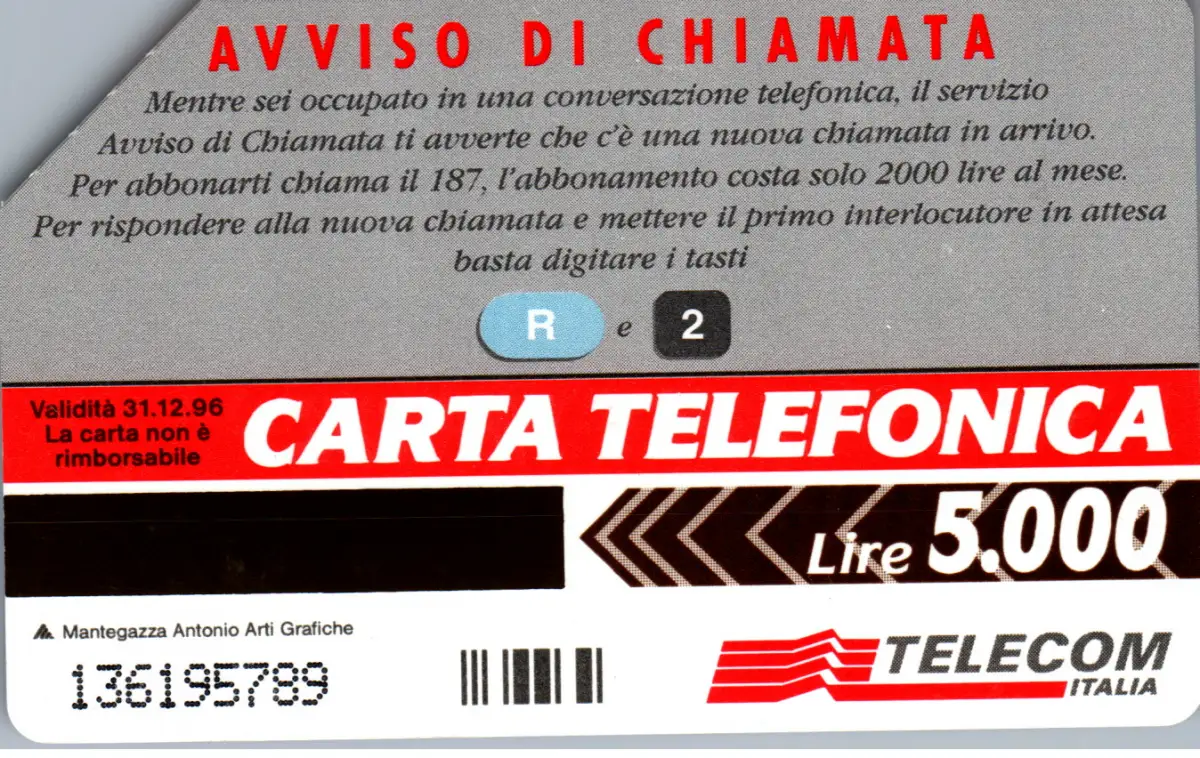 AVVISO DI CHIAMATA
Mentre sei occupato in una conversazione telefonica, il servizio
Avviso di Chiamata ti avverte che c'è una nuova chiamata in arrivo.
Per abbonarti chiama il 187, l'abbonamento costa solo 2000 lire al mese.
Per rispondere alla nuova chiamata e mettere il primo interlocutore in attesa
basta digitare i tasti
R e 2
Validità 31.12.96
La carta non è
rimborsabile
CARTA TELEFONICA
Lire 5.000
Mantegazza Antonio Arti Grafiche
136195789
TELECOM
ITALIA